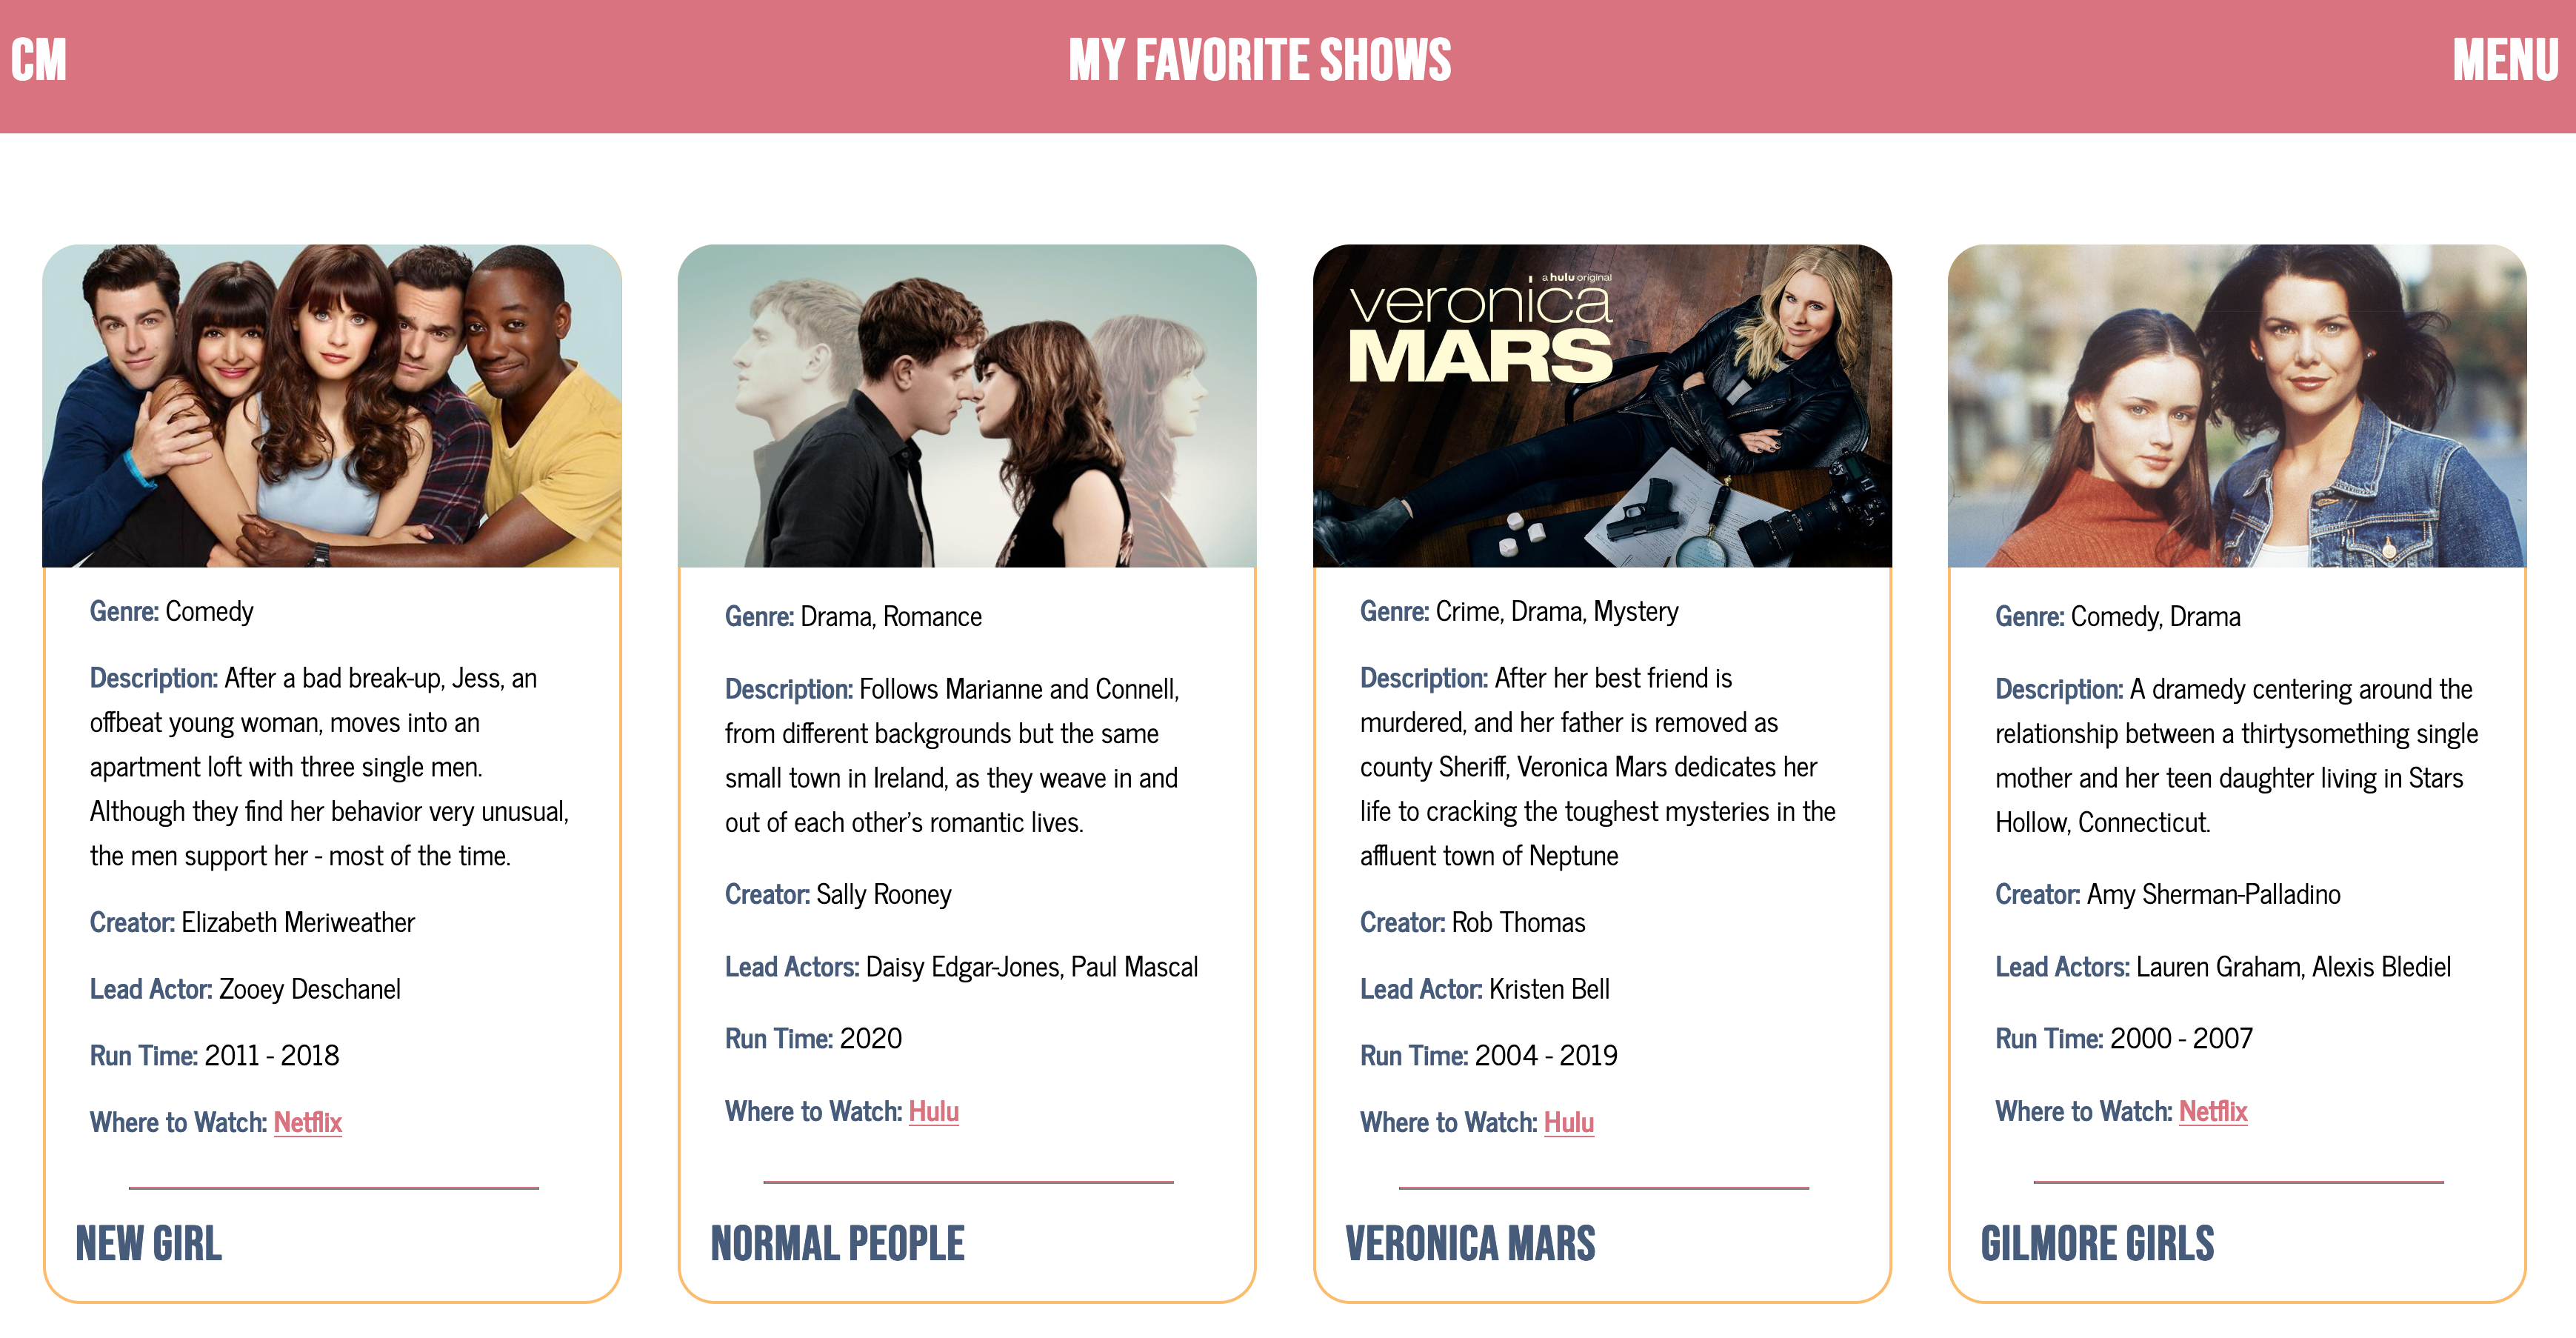 CM
MY FAVORITE SHOWS
MENU
Genre: Comedy
Description: After a bad break-up, Jess, an
offbeat young woman, moves into an
apartment loft with three single men.
Although they find her behavior very unusual,
the men support her - most of the time.
Creator: Elizabeth Meriweather
Lead Actor: Zooey Deschanel
Run Time: 2011 - 2018
Where to Watch: Netflix
NEW GIRL
Genre: Drama, Romance
Description: Follows Marianne and Connell,
from different backgrounds but the same
small town in Ireland, as they weave in and
out of each other's romantic lives.
Creator: Sally Rooney
Lead Actors: Daisy Edgar-Jones, Paul Mascal
Run Time: 2020
Where to Watch: Hulu
NORMAL PEOPLE
a hulu original
veronica
MARS
Genre: Crime, Drama, Mystery
Description: After her best friend is
murdered, and her father is removed as
county Sheriff, Veronica Mars dedicates her
life to cracking the toughest mysteries in the
affluent town of Neptune
Creator: Rob Thomas
Lead Actor: Kristen Bell
Run Time: 2004 - 2019
Where to Watch: Hulu
VERONICA MARS
Genre: Comedy, Drama
Description: A dramedy centering around the
relationship between a thirtysomething single
mother and her teen daughter living in Stars
Hollow, Connecticut.
Creator: Amy Sherman-Palladino
Lead Actors: Lauren Graham, Alexis Blediel
Run Time: 2000 - 2007
Where to Watch: Netflix
GILMORE GIRLS